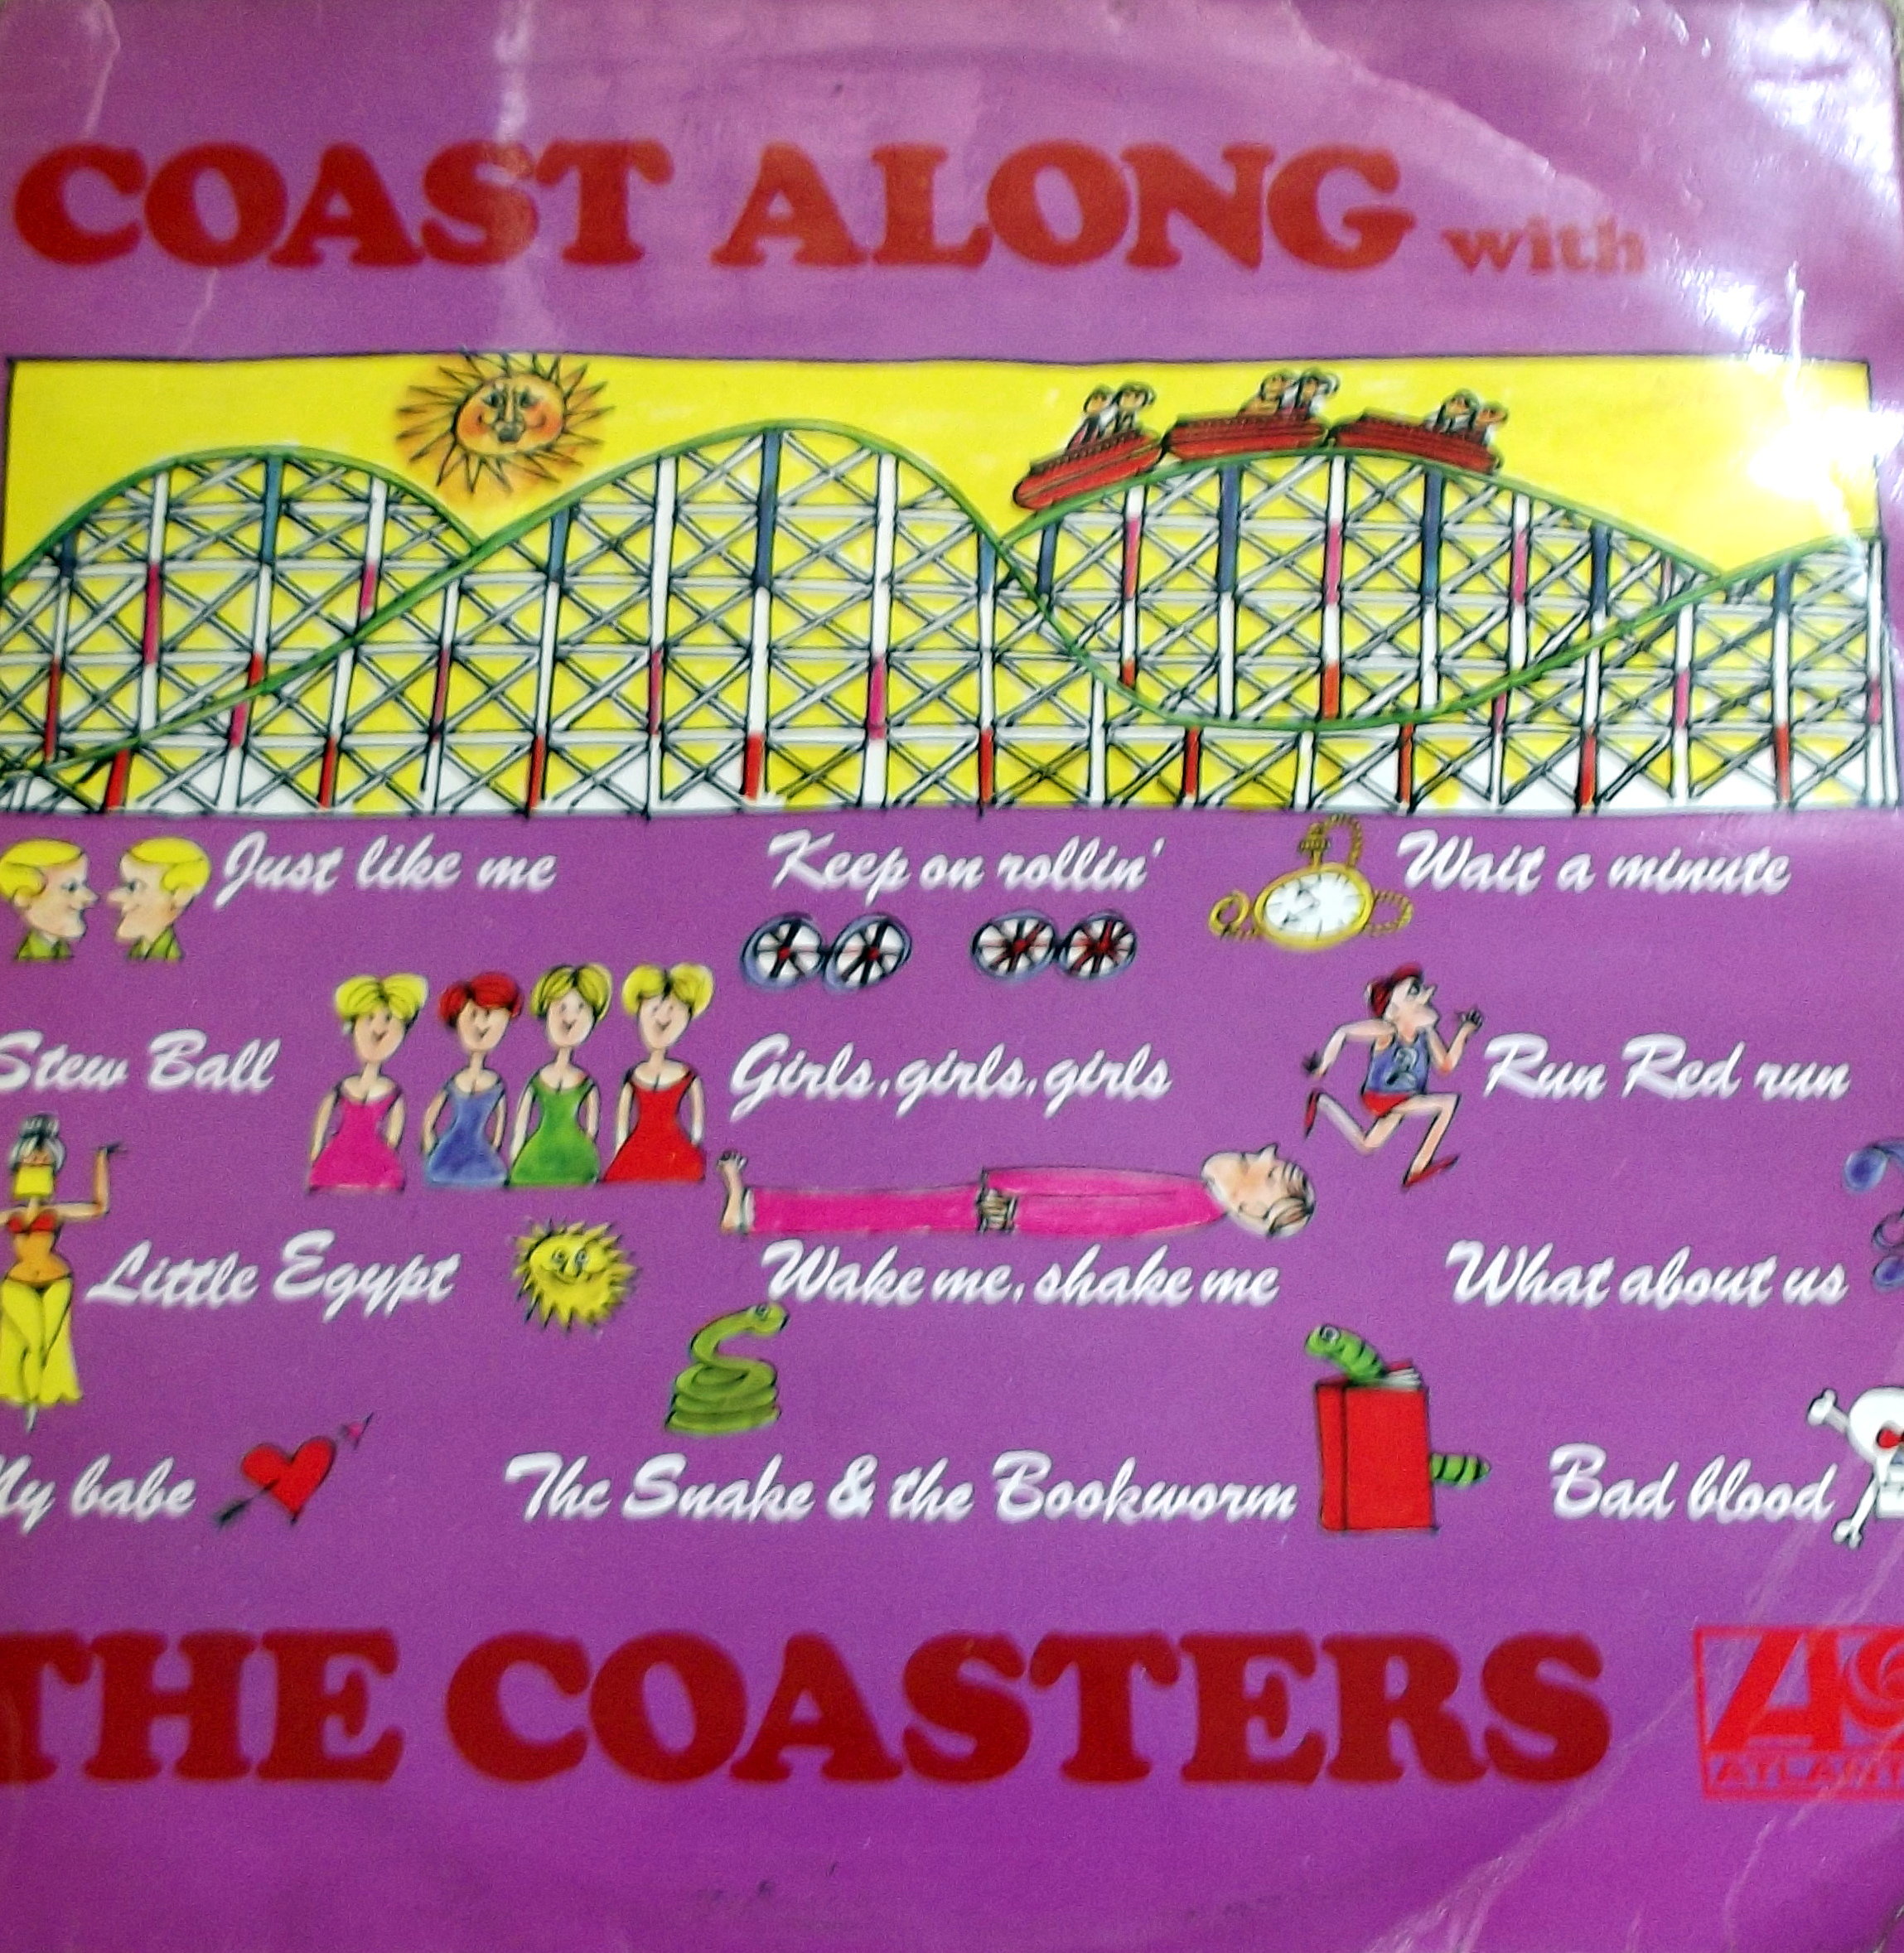 COAST ALONG with
Just like me Keep on rollin' Wait a minute
Stew Ball Girls, girls, girls Run Red run
Little Egypt Wake me, shake me What about us
My babe The Snake & the Bookworm Bad blood
THE COASTERS
ATLANT